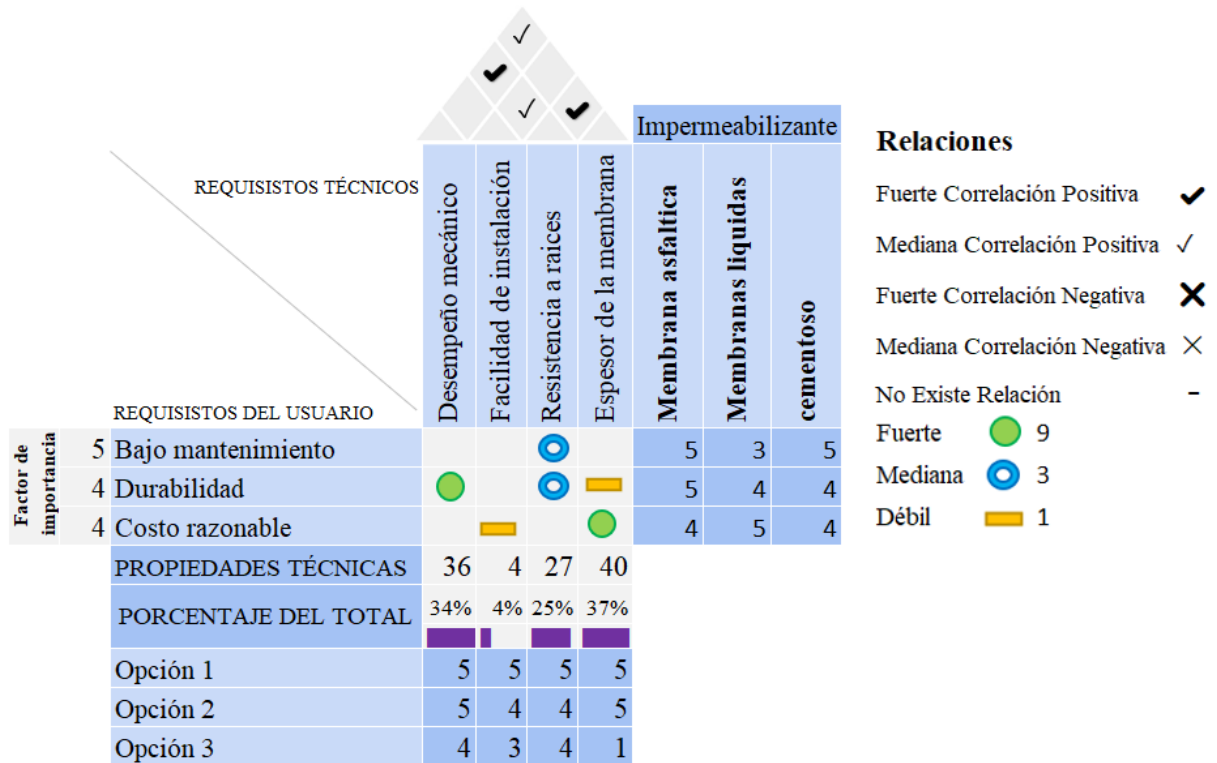 Impermeabilizante
REQUISISTOS TÉCNICOS
Desempeño mecánico
Facilidad de instalación
Resistencia a raices
Espesor de la membrana
Membrana asfaltica
Membranas liquidas
cementoso
REQUISISTOS DEL USUARIO
Factor de
importancia
5 Bajo mantenimiento 5 3 5
4 Durabilidad 5 4 4
4 Costo razonable 4 5 4
PROPIEDADES TÉCNICAS 36 4 27 40
PORCENTAJE DEL TOTAL 34% 4% 25% 37%
Opción 1 5 5 5 5
Opción 2 5 4 4 5
Opción 3 4 3 4 1
Relaciones
Fuerte Correlación Positiva ✔
Mediana Correlación Positiva ✓
Fuerte Correlación Negativa ✖
Mediana Correlación Negativa ×
No Existe Relación -
Fuerte 9
Mediana 3
Débil 1